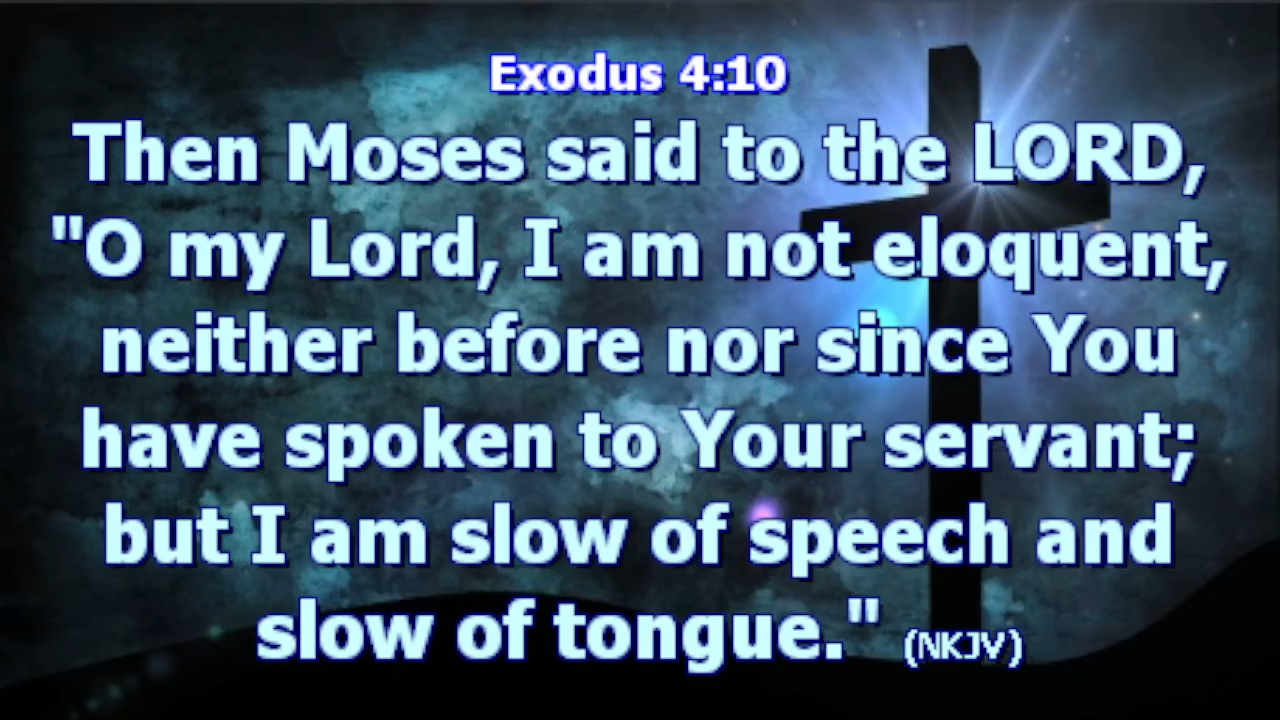 Exodus 4:10
Then Moses said to the LORD,
"O my Lord, I am not eloquent,
neither before nor since You
have spoken to Your servant;
but I am slow of speech and
slow of tongue." (NKJV)